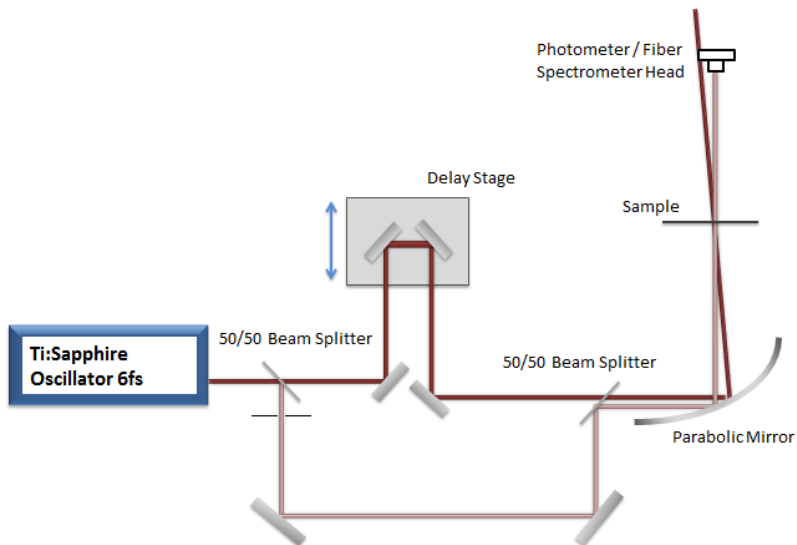 Photometer / Fiber
Spectrometer Head
Delay Stage
Sample
50/50 Beam Splitter
Ti:Sapphire
Oscillator 6fs
50/50 Beam Splitter
Parabolic Mirror